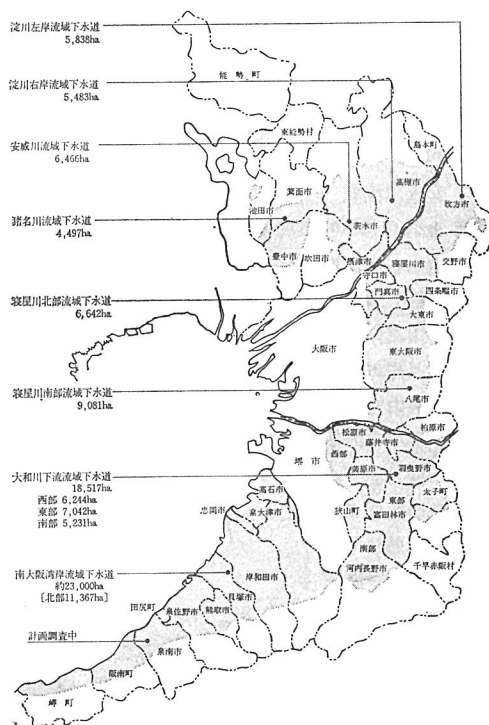 淀川左岸流域下水道
5,838ha
淀川右岸流域下水道
5,483ha
安威川流域下水道
6,466ha
猪名川流域下水道
4,497ha
寝屋川北部流域下水道
6,642ha
寝屋川南部流域下水道
9,081ha
大和川下流流域下水道
18,517ha
西部 6,244ha
東部 7,042ha
南部 5,231ha
南大阪湾岸流域下水道
約23,000ha
〔北部11,367ha〕
計画調査中
能勢町
東能勢村
島本町
高槻市
枚方市
箕面市
池田市
茨木市
豊中市
吹田市
摂津市
寝屋川市
交野市
守口市
門真市
四条畷市
大東市
大阪市
東大阪市
八尾市
柏原市
松原市
藤井寺市
西部
堺市
美原市
羽曳野市
東部
太子町
狭山町
富田林市
高石市
忠岡市
泉大津市
南部
河内長野市
千早赤阪村
岸和田市
貝塚市
田尻町
泉佐野市
熊取市
泉南市
阪南町
岬町